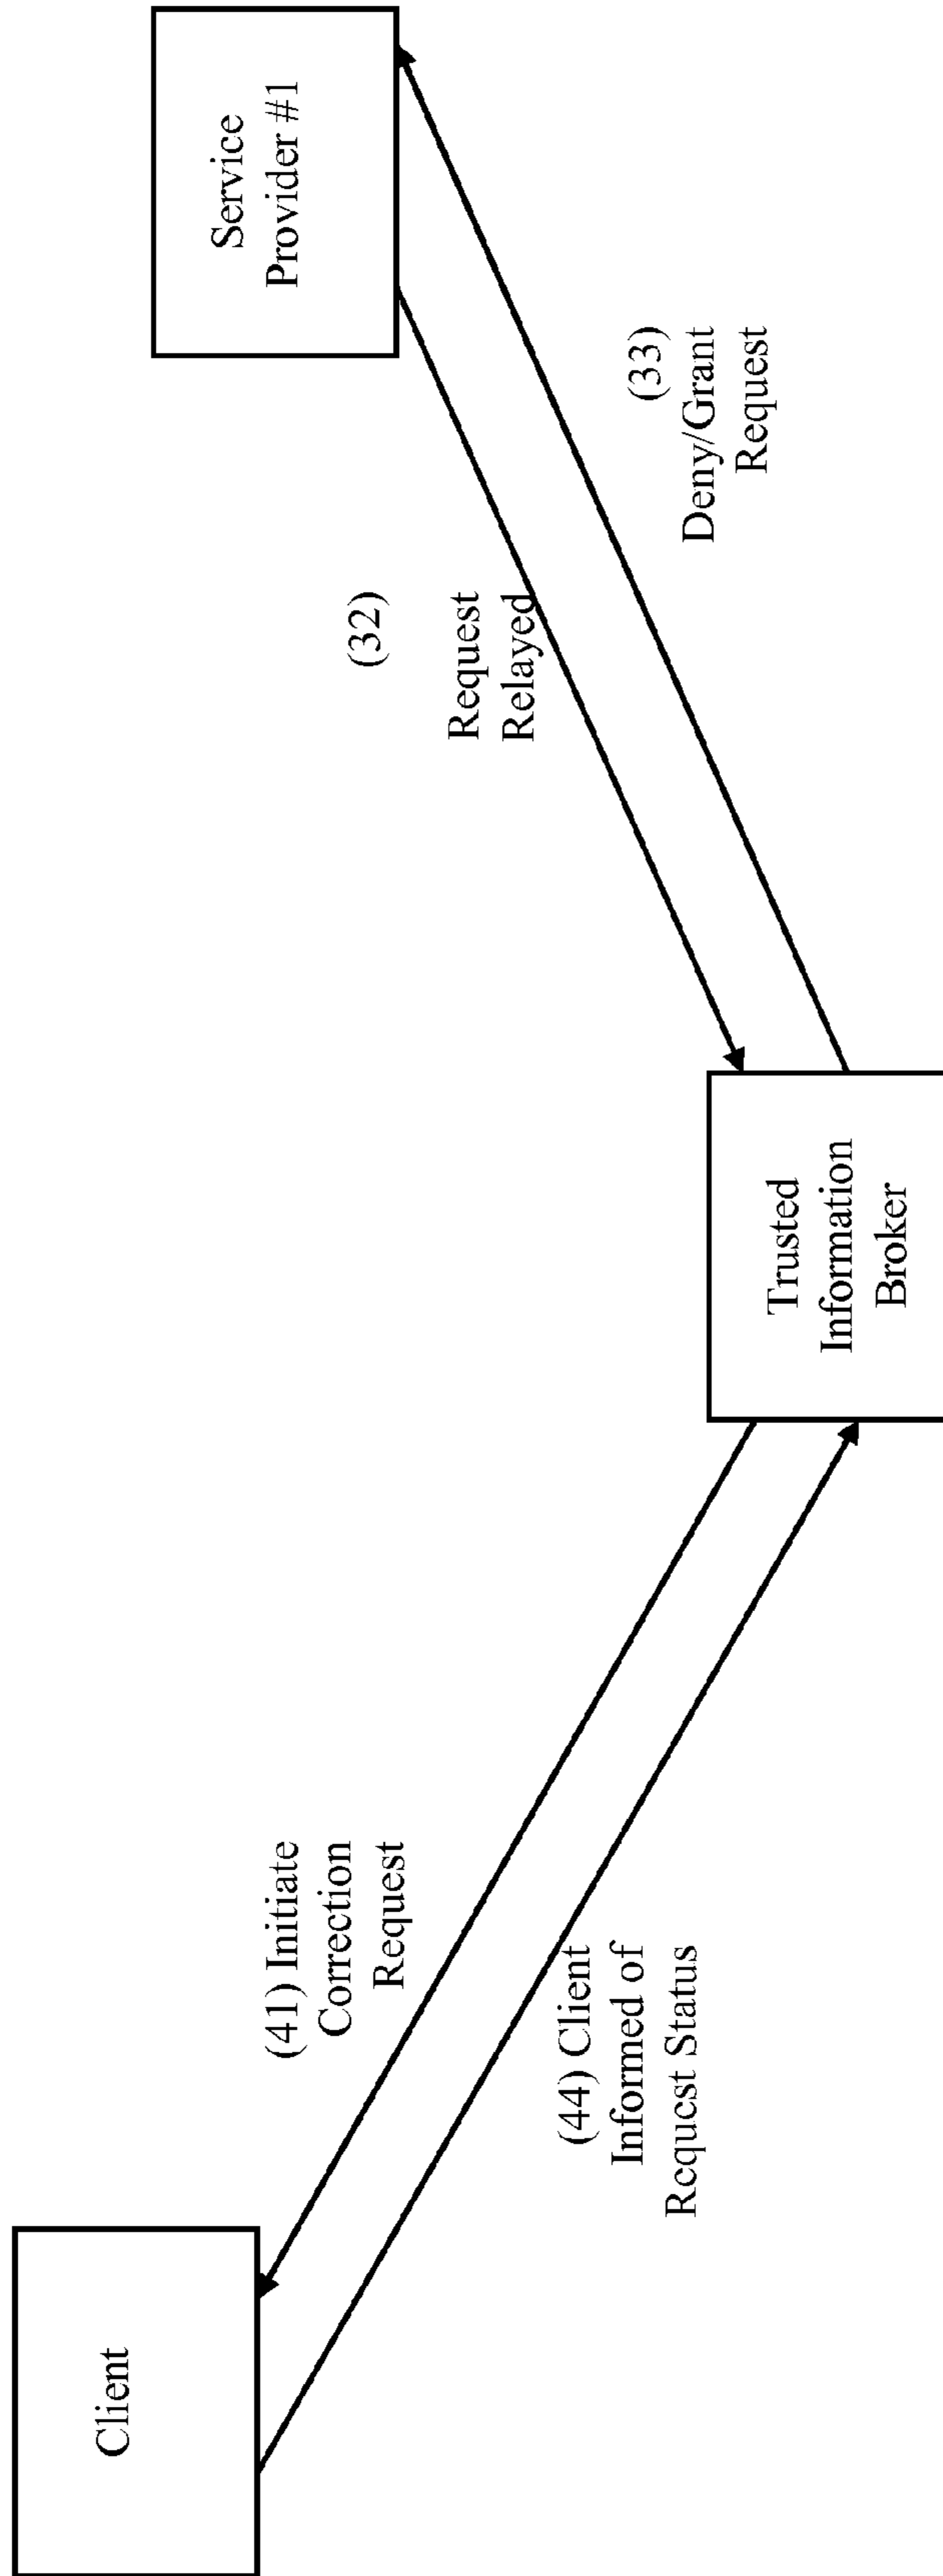 Client
(41) Initiate
Correction
Request
(44) Client
Informed of
Request Status
Trusted
Information
Broker
(32)
Request
Relayed
(33)
Deny/Grant
Request
Service
Provider #1